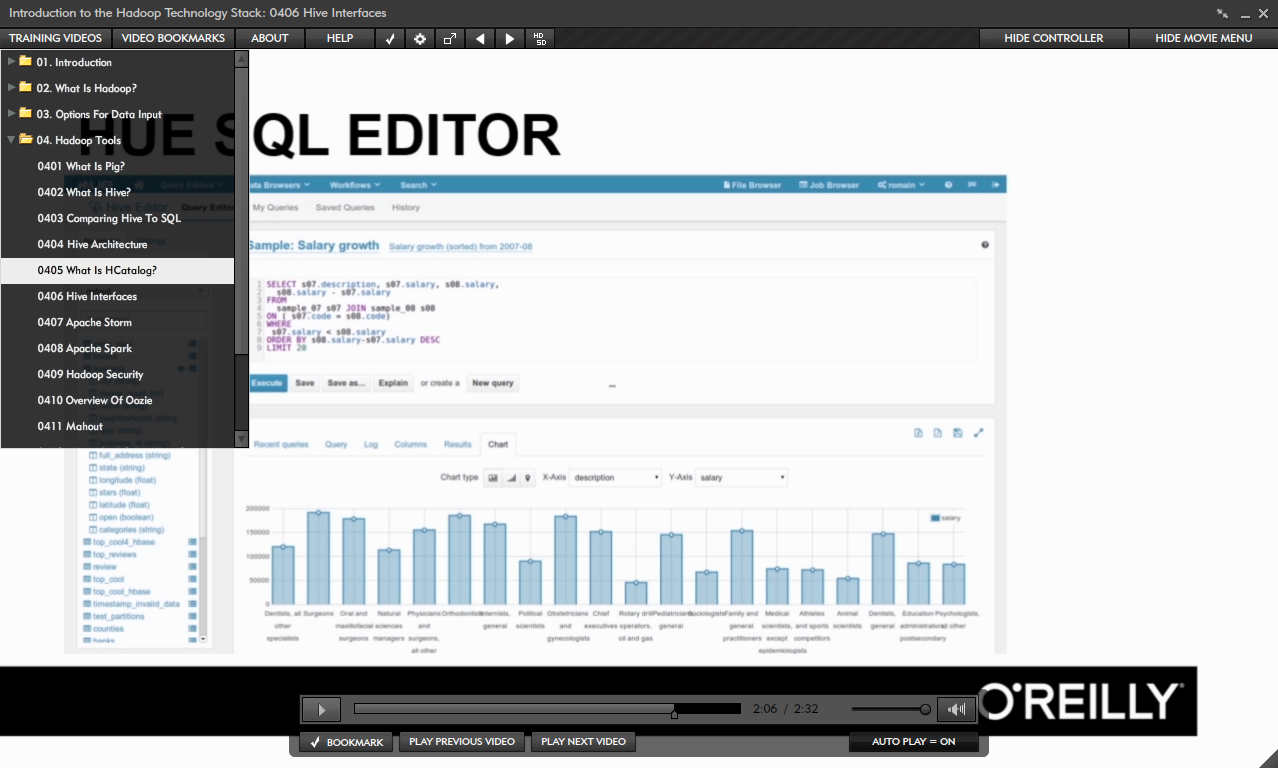 Introduction to the Hadoop Technology Stack: 0406 Hive Interfaces
TRAINING VIDEOS VIDEO BOOKMARKS ABOUT HELP HD SD HIDE CONTROLLER HIDE MOVIE MENU
01. Introduction
02. What Is Hadoop?
03. Options For Data Input
04. Hadoop Tools
0401 What Is Pig?
0402 What Is Hive?
0403 Comparing Hive To SQL
0404 Hive Architecture
0405 What Is HCatalog?
0406 Hive Interfaces
0407 Apache Storm
0408 Apache Spark
0409 Hadoop Security
0410 Overview Of Oozie
0411 Mahout
HUE SQL EDITOR
Query Editors Data Browsers Workflows Search File Browser Job Browser romain
Hive Editor Query Editor My Queries Saved Queries History
Sample: Salary growth Salary growth (sorted) from 2007-08
1 SELECT s07.description, s07.salary, s08.salary,
2 s08.salary - s07.salary
3 FROM
4 sample_07 s07 JOIN sample_08 s08
5 ON ( s07.code = s08.code)
6 WHERE
7 s07.salary < s08.salary
8 ORDER BY s08.salary-s07.salary DESC
9 LIMIT 20
Execute Save Save as... Explain or create a New query
...
Recent queries Query Log Columns Results Chart
Chart type X-Axis description Y-Axis salary
full_address (string)
state (string)
longitude (float)
stars (float)
latitude (float)
open (boolean)
categories (string)
top_cool4_hbase
top_reviews
review
top_cool
top_cool_hbase
timestamp_invalid_data
test_partitions
counties
banks
salary
200000
150000
100000
50000
0
Dentists, all other specialists
Surgeons
Oral and maxillofacial surgeons
Natural sciences managers
Physicians and surgeons, all other
Orthodontists
Internists, general
Political scientists
Obstetricians and gynecologists
Chief executives
Rotary drill operators, oil and gas
Pediatricians, general
Sociologists
Family and general practitioners
Medical scientists, except epidemiologists
Athletes and sports competitors
Animal scientists
Dentists, general
Education administrators, postsecondary
Psychologists, all other
O'REILLY®
2:06 / 2:32
BOOKMARK PLAY PREVIOUS VIDEO PLAY NEXT VIDEO AUTO PLAY = ON